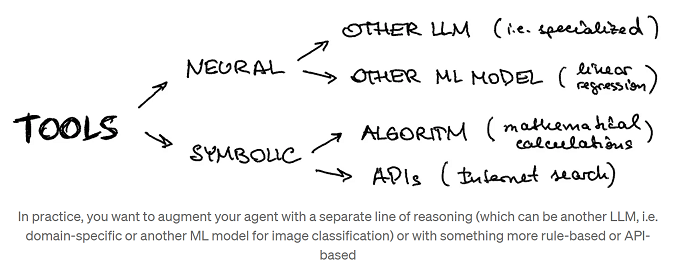 TOOLS
NEURAL
OTHER LLM (i.e. specialized)
OTHER ML MODEL (linear regression)
SYMBOLIC
ALGORITM (mathematical calculations)
APIs (Internet search)
In practice, you want to augment your agent with a separate line of reasoning (which can be another LLM, i.e.
domain-specific or another ML model for image classification) or with something more rule-based or API-
based